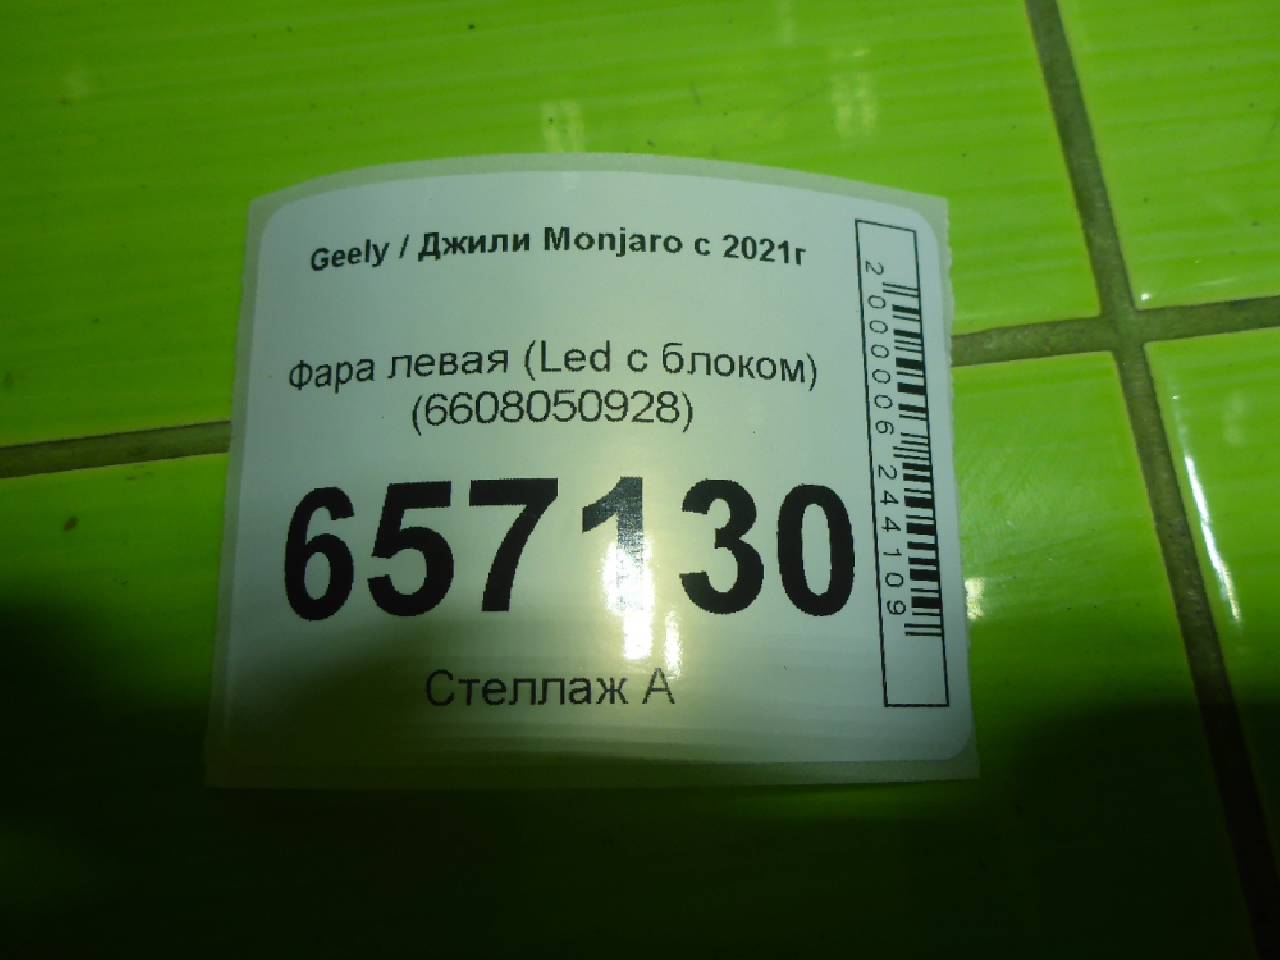 Geely / Джили Monjaro с 2021г
Фара левая (Led с блоком)
(6608050928)
657130
Стеллаж А
2000006244109